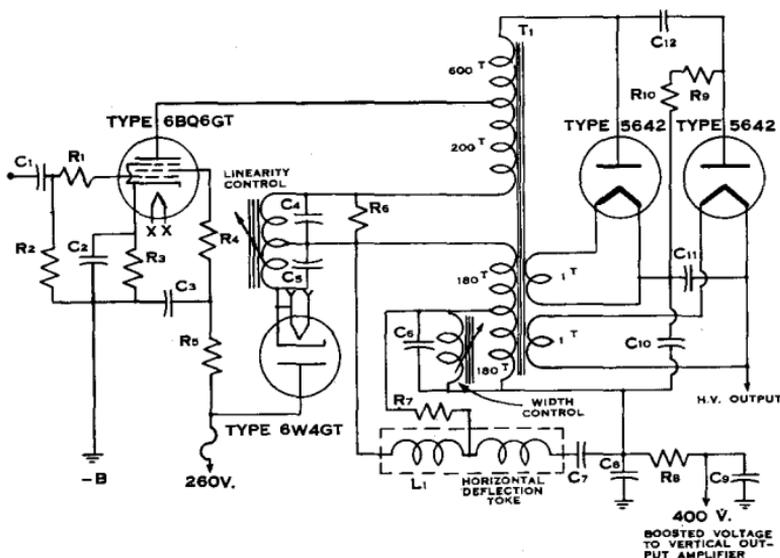 T1
C12
600 T
R10
R9
TYPE 6BQ6GT
TYPE 5642
TYPE 5642
C1
R1
200 T
LINEARITY
CONTROL
C4
R6
X X
R2
C2
R3
R4
C3
C5
180 T
1 T
C11
R5
C6
1 T
C10
180 T
R7
WIDTH
CONTROL
H.V. OUTPUT
TYPE 6W4GT
L1
HORIZONTAL
DEFLECTION
TOKE
C7
C8
R8
C9
-B
260V.
400 V.
BOOSTED VOLTAGE
TO VERTICAL OUT-
PUT AMPLIFIER